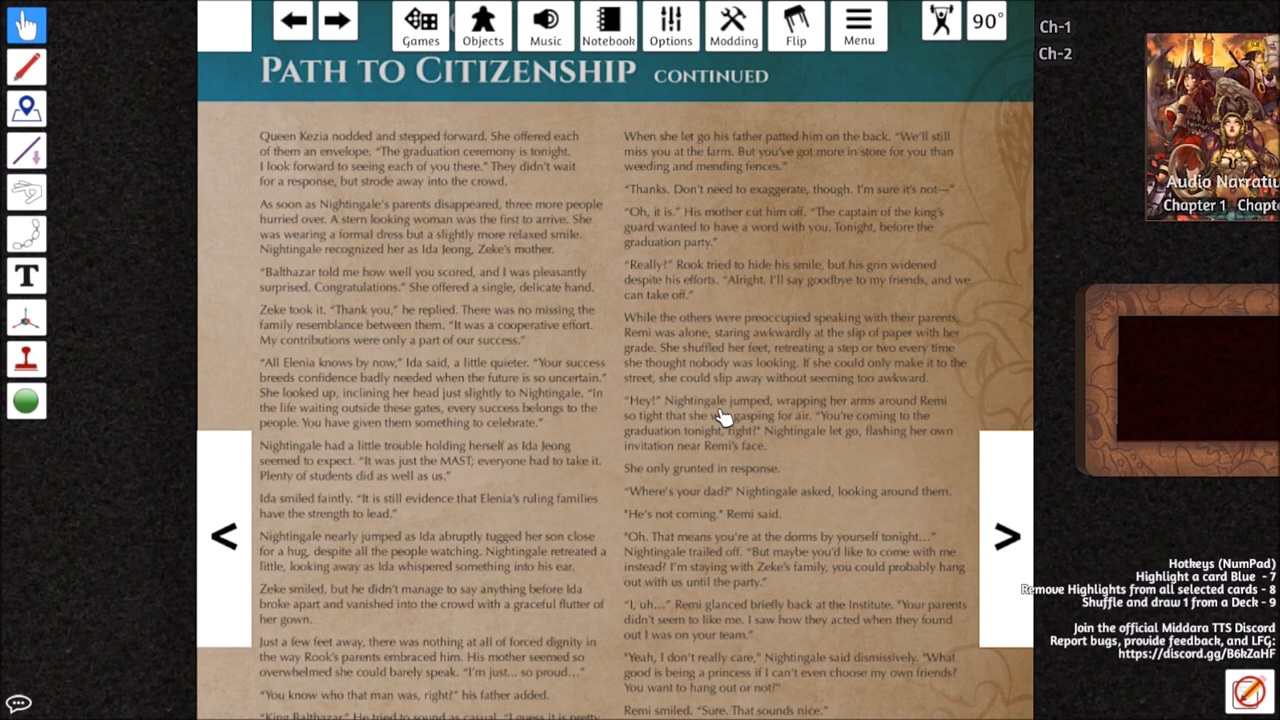 Games
Objects
Music
Notebook
Options
Modding
Flip
Menu
90°
Ch-1
Ch-2
PATH TO CITIZENSHIP CONTINUED
Queen Kezia nodded and stepped forward. She offered each
of them an envelope. “The graduation ceremony is tonight.
I look forward to seeing each of you there.” They didn’t wait
for a response, but strode away into the crowd.
As soon as Nightingale’s parents disappeared, three more people
hurried over. A stern looking woman was the first to arrive. She
was wearing a formal dress but a slightly more relaxed smile.
Nightingale recognized her as Ida Jeong, Zeke’s mother.
“Balthazar told me how well you scored, and I was pleasantly
surprised. Congratulations.” She offered a single, delicate hand.
Zeke took it. “Thank you,” he replied. There was no missing the
family resemblance between them. “It was a cooperative effort.
My contributions were only a part of our success.”
“All Elenia knows by now,” Ida said, a little quieter. “Your success
breeds confidence badly needed when the future is so uncertain.”
She looked up, inclining her head just slightly to Nightingale. “In
the life waiting outside these gates, every success belongs to the
people. You have given them something to celebrate.”
Nightingale had a little trouble holding herself as Ida Jeong
seemed to expect. “It was just the MAST; everyone had to take it.
Plenty of students did as well as us.”
Ida smiled faintly. “It is still evidence that Elenia’s ruling families
have the strength to lead.”
Nightingale nearly jumped as Ida abruptly tugged her son close
for a hug, despite all the people watching. Nightingale retreated a
little, looking away as Ida whispered something into his ear.
Zeke smiled, but he didn’t manage to say anything before Ida
broke apart and vanished into the crowd with a graceful flutter of
her gown.
Just a few feet away, there was nothing at all of forced dignity in
the way Rook’s parents embraced him. His mother seemed so
overwhelmed she could barely speak. “I’m just... so proud...”
“You know who that man was, right?” his father added.
“King Balthazar.” He tried to sound as casual. “I guess it is pretty
When she let go his father patted him on the back. “We’ll still
miss you at the farm. But you’ve got more in store for you than
weeding and mending fences.”
“Thanks. Don’t need to exaggerate, though. I’m sure it’s not—”
“Oh, it is.” His mother cut him off. “The captain of the king’s
guard wanted to have a word with you. Tonight, before the
graduation party.”
“Really?” Rook tried to hide his smile, but his grin widened
despite his efforts. “Alright. I’ll say goodbye to my friends, and we
can take off.”
While the others were preoccupied speaking with their parents,
Remi was alone, staring awkwardly at the slip of paper with her
grade. She shuffled her feet, retreating a step or two every time
she thought nobody was looking. If she could only make it to the
street, she could slip away without seeming too awkward.
“Hey!” Nightingale jumped, wrapping her arms around Remi
so tight that she gasping for air. “You’re coming to the
graduation tonight, right?” Nightingale let go, flashing her own
invitation near Remi’s face.
She only grunted in response.
“Where’s your dad?” Nightingale asked, looking around them.
"He’s not coming." Remi said.
“Oh. That means you’re at the dorms by yourself tonight...”
Nightingale trailed off. “But maybe you’d like to come with me
instead? I’m staying with Zeke’s family, you could probably hang
out with us until the party.”
“I, uh...” Remi glanced briefly back at the Institute. "Your parents
didn’t seem to like me. I saw how they acted when they found
out I was on your team.”
"Yeah, I don’t really care," Nightingale said dismissively. "What
good is being a princess if I can’t even choose my own friends?
You want to hang out or not?"
Remi smiled, “Sure. That sounds nice.”
<
>
T
Audio Narrativ
Chapter 1 Chapte
Hotkeys (NumPad)
Highlight a card Blue - 7
Remove Highlights from all selected cards - 8
Shuffle and draw 1 from a Deck - 9
Join the official Middara TTS Discord
Report bugs, provide feedback, and LFG:
https://discord.gg/B6kZaHF